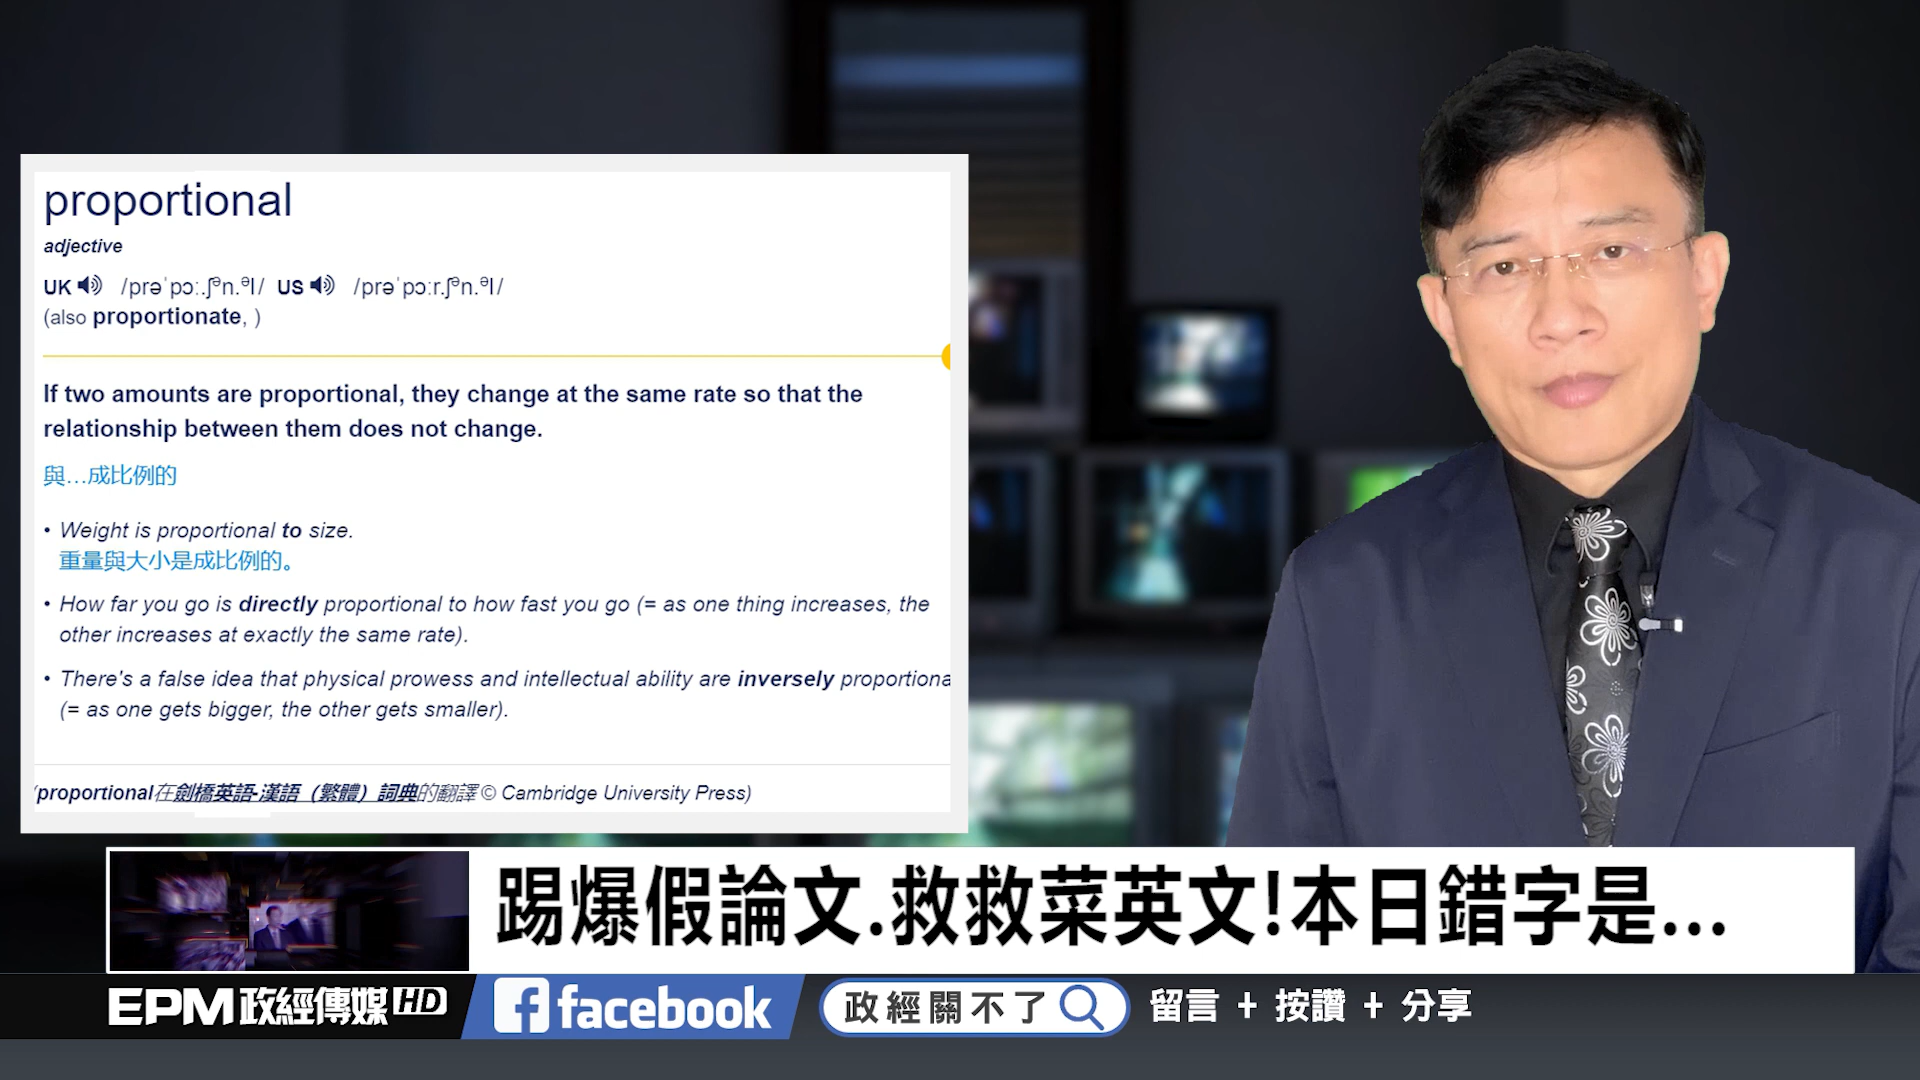 proportional
adjective
UK /prəˈpɔː.ʃᵊn.ᵊl/ US /prəˈpɔːr.ʃᵊn.ᵊl/
(also proportionate, )
If two amounts are proportional, they change at the same rate so that the
relationship between them does not change.
與…成比例的
• Weight is proportional to size.
重量與大小是成比例的。
• How far you go is directly proportional to how fast you go (= as one thing increases, the
other increases at exactly the same rate).
• There's a false idea that physical prowess and intellectual ability are inversely proportiona
(= as one gets bigger, the other gets smaller).
(proportional在劍橋英語-漢語（繁體）詞典的翻譯 © Cambridge University Press)
踢爆假論文.救救菜英文!本日錯字是...
EPM政經傳媒HD
facebook
政經關不了
留言 + 按讚 + 分享